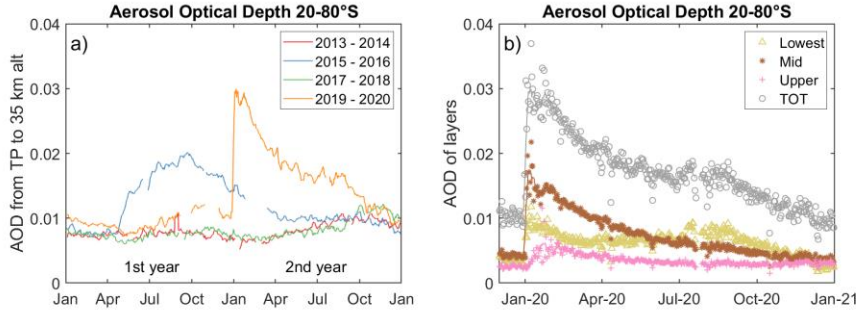 Aerosol Optical Depth 20-80°S
a)
2013 - 2014
2015 - 2016
2017 - 2018
2019 - 2020
AOD from TP to 35 km alt
0.04
0.03
0.02
0.01
0
1st year
2nd year
Jan Apr Jul Oct Jan Apr Jul Oct Jan
Aerosol Optical Depth 20-80°S
b)
Lowest
Mid
Upper
TOT
AOD of layers
0.04
0.03
0.02
0.01
0
Jan-20 Apr-20 Jul-20 Oct-20 Jan-21